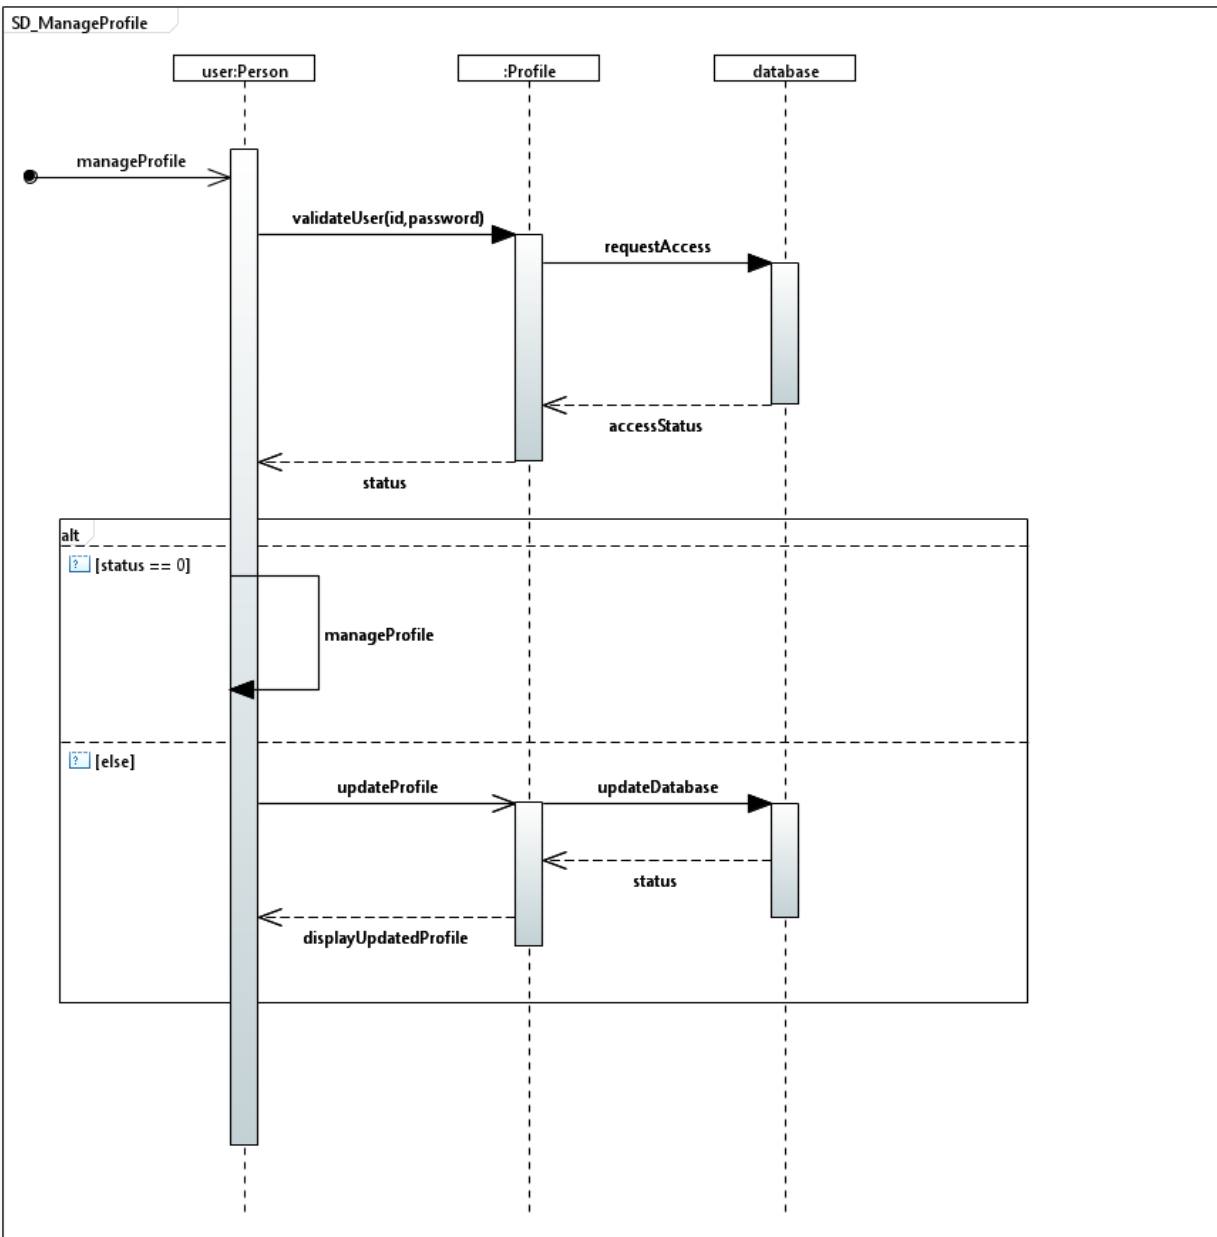 SD_ManageProfile
user:Person
:Profile
database
manageProfile
validateUser(id,password)
requestAccess
accessStatus
status
alt
[status == 0]
manageProfile
[else]
updateProfile
updateDatabase
status
displayUpdatedProfile